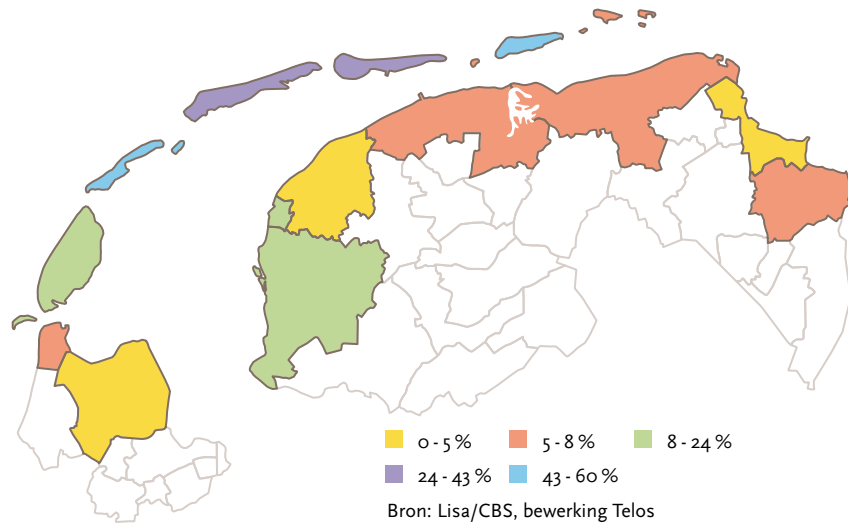 0 - 5 % 5 - 8 % 8 - 24 %
24 - 43 % 43 - 60 %
Bron: Lisa/CBS, bewerking Telos